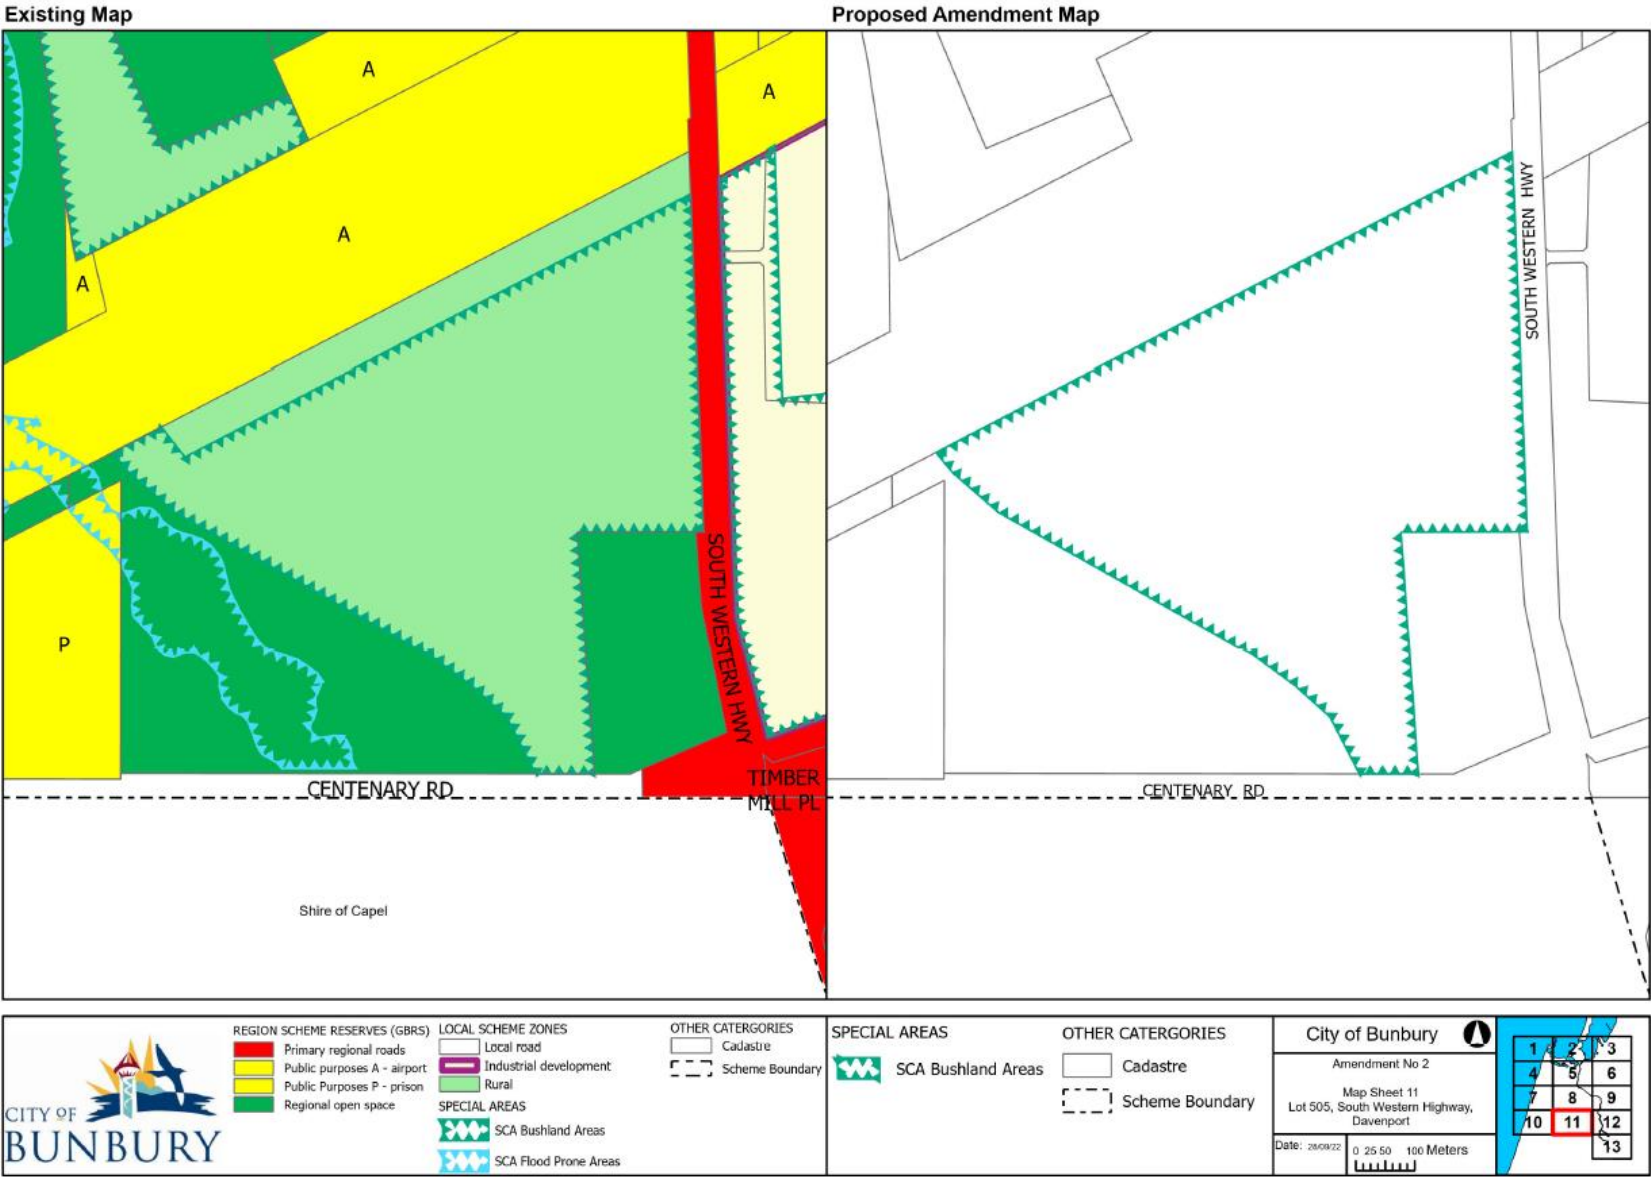 Existing Map
Proposed Amendment Map
A
A
A
A
SOUTH WESTERN HWY
P
SOUTH WESTERN HWY
TIMBER
MILL PL
CENTENARY RD
CENTENARY RD
Shire of Capel
CITY OF
BUNBURY
REGION SCHEME RESERVES (GBRS)
Primary regional roads
Public purposes A - airport
Public Purposes P - prison
Regional open space
LOCAL SCHEME ZONES
Local road
Industrial development
Rural
SPECIAL AREAS
SCA Bushland Areas
SCA Flood Prone Areas
OTHER CATERGORIES
Cadastre
Scheme Boundary
SPECIAL AREAS
SCA Bushland Areas
OTHER CATERGORIES
Cadastre
Scheme Boundary
City of Bunbury
Amendment No 2
Map Sheet 11
Lot 505, South Western Highway,
Davenport
Date: 28/09/22
0 25 50 100 Meters
1 2 3
4 5 6
7 8 9
10 11 12
13